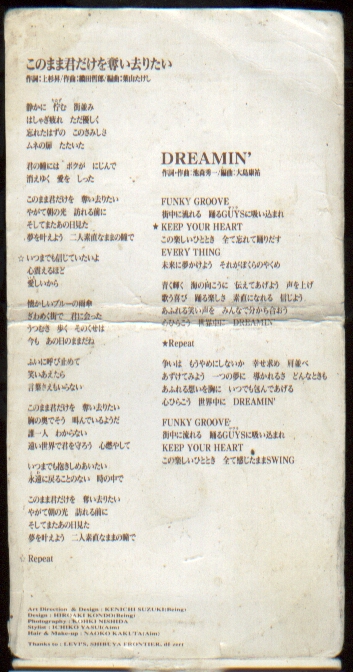 このまま君だけを奪い去りたい
作詞：上杉昇/作曲：織田哲郎/編曲：葉山たけし
静かに 佇む 街並み
はしゃぎ疲れ ただ優しく
忘れたはずの このさみしさ
ムネの扉 たたいた
君の瞳には ボクが にじんで
消えゆく 愛を しった
このまま君だけを 奪い去りたい
やがて朝の光 訪れる前に
そしてまたあの日見た
夢を叶えよう 二人素直なままの瞳で
☆いつまでも信じていたいよ
心震えるほど
愛しいから
懐かしいブルーの雨傘
ざわめく街で 君に会った
うつむき 歩く そのくせは
今も あの日のままだね
ふいに呼び止めて
笑いあえたら
言葉りえもいらない
このまま君だけを 奪い去りたい
胸の奥でそう 叫んでいるようだ
誰一人 わからない
遠い世界で君を守ろう 心燃やして
いつまでも抱きしめあいたい
永遠に戻ることのない 時の中で
このまま君だけを 奪い去りたい
やがて朝の光 訪れる前に
そしてまたあの日見た
夢を叶えよう 二人素直なままの瞳で
☆Repeat
DREAMIN'
作詞・作曲：池森秀一/編曲：大島康祐
FUNKY GROOVE
街中に流れる 踊るGUYSに吸い込まれ
★KEEP YOUR HEART
この楽しいひととき 全て忘れて踊りだす
EVERY THING
未来に夢かけよう それがぼくらのやくめ
青く輝く 海の向こうに 伝えてあげよう 声を上げ
歌う喜び 踊る楽しさ 素直になれる 信じよう
あふれる笑い声を みんなで分かち合おう
心ひらこう 世界中に DREAMIN'
★Repeat
争いは もうやめにしないか 幸せ求め 肩並べ
あずけてみよう 一つの夢に 導かれるさ どんなときも
あふれる想いを胸に いつでも包んであげる
心ひらこう 世界中に DREAMIN'
FUNKY GROOVE
街中に流れる 踊るGUYSに吸い込まれ
KEEP YOUR HEART
この楽しいひととき 全て感じたままSWING
Art Direction & Design : KENICHI SUZUKI(Being)
Design : HIROAKI KONDO(Being)
Photography : KOHKI NISHIDA
Stylist : ICHIKO YASUI(Aim)
Hair & Make-up : NAOKO KAKUTA(Aim)
Thanks to : LEVI'S, SHIBUYA FRONTIER,